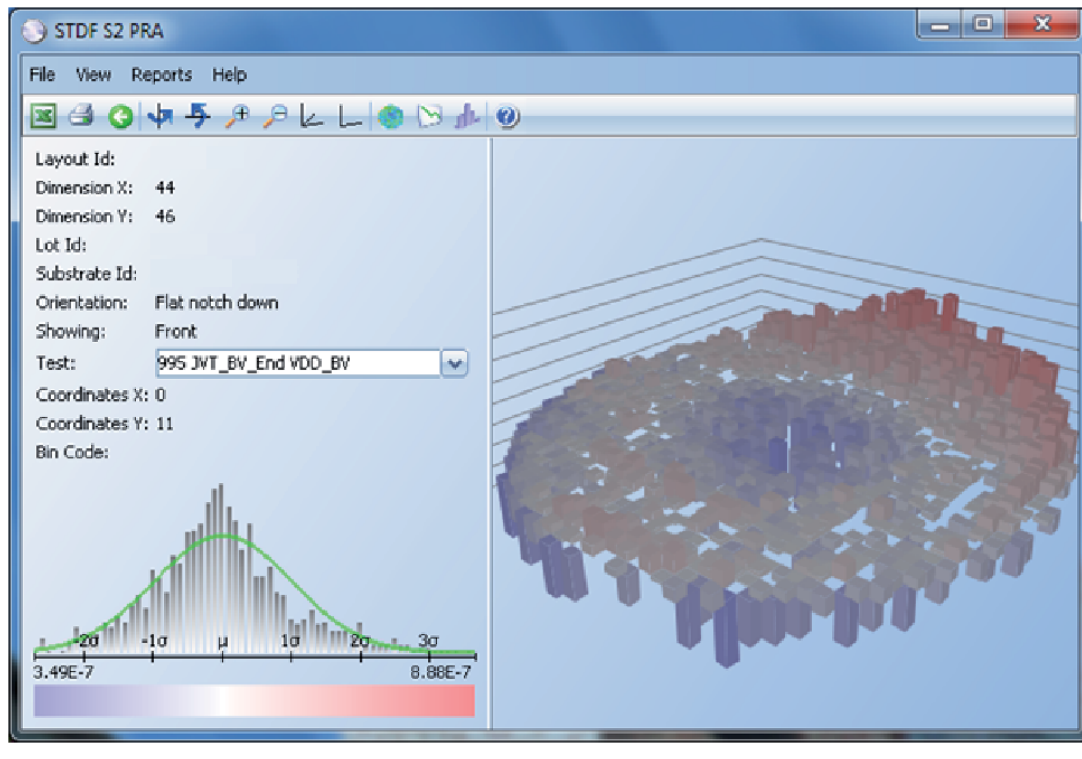 STDF S2 PRA
File View Reports Help
Layout Id:
Dimension X: 44
Dimension Y: 46
Lot Id:
Substrate Id:
Orientation: Flat notch down
Showing: Front
Test: 995 JVT_BV_End VDD_BV
Coordinates X: 0
Coordinates Y: 11
Bin Code:
-2σ -1σ μ 1σ 2σ 3σ
3.49E-7 8.88E-7